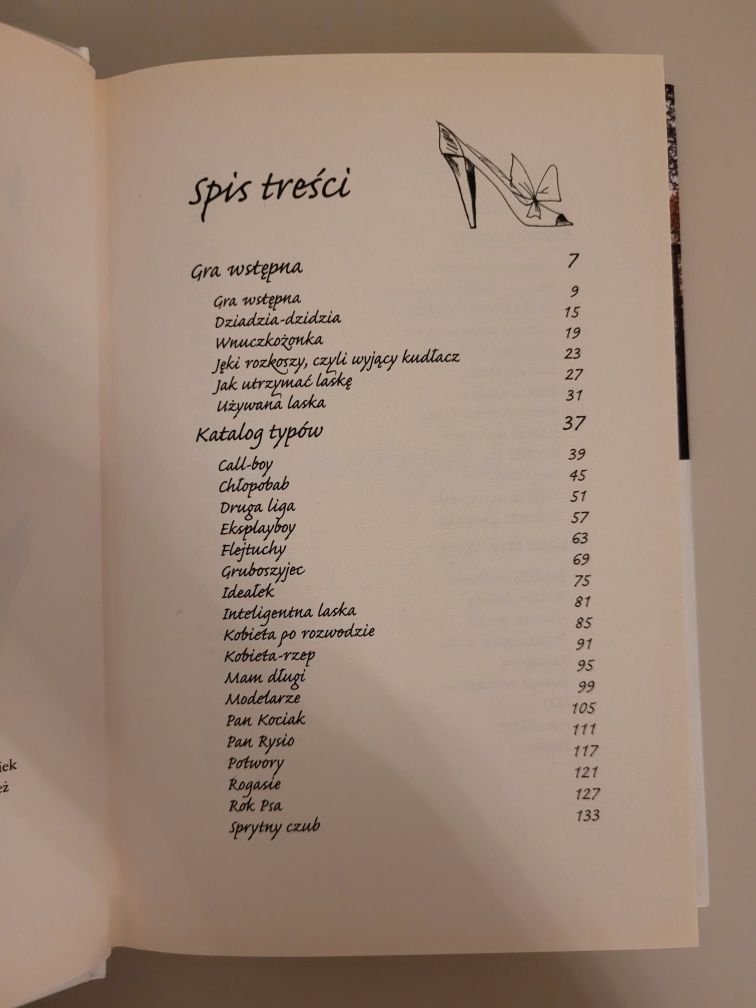 Spis treści
Gra wstępna 7
Gra wstępna 9
Dziadzia-dzidzia 15
Wnuczkożonka 19
Jęki rozkoszy, czyli wyjący kudłacz 23
Jak utrzymać laskę 27
Używana laska 31
Katalog typów 37
Call-boy 39
Chłopobab 45
Druga liga 51
Eksplayboy 57
Flejtuchy 63
Gruboszyjec 69
Ideałek 75
Inteligentna laska 81
Kobieta po rozwodzie 85
Kobieta-rzep 91
Mam długi 95
Modelarze 99
Pan Kociak 105
Pan Rysio 111
Potwory 117
Rogasie 121
Rok Psa 127
Sprytny czub 133